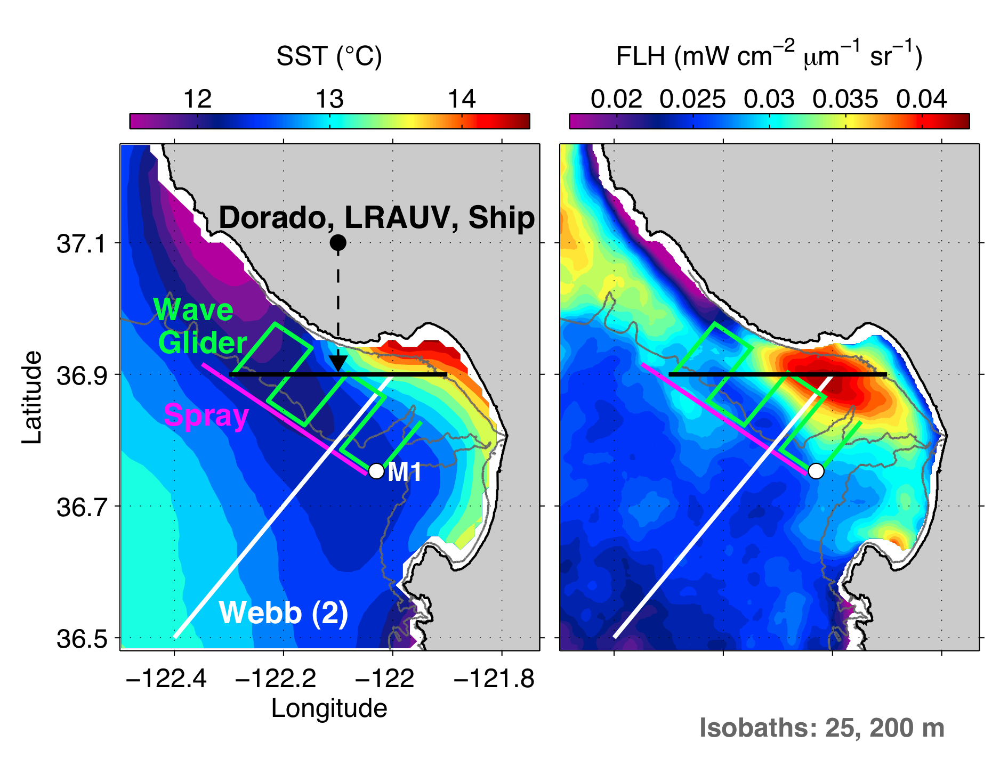 SST (°C)
FLH (mW cm−2 μm−1 sr−1)
12 13 14
0.02 0.025 0.03 0.035 0.04
Dorado, LRAUV, Ship
37.1
Wave
Glider
36.9
Spray
M1
36.7
Webb (2)
36.5
Latitude
−122.4 −122.2 −122 −121.8
Longitude
Isobaths: 25, 200 m